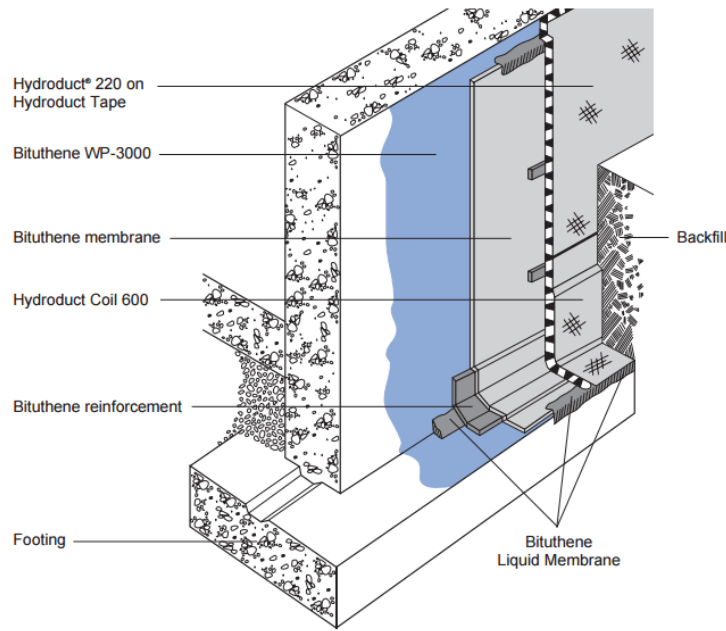 Hydroduct® 220 on
Hydroduct Tape
Bituthene WP-3000
Bituthene membrane
Backfill
Hydroduct Coil 600
Bituthene reinforcement
Footing
Bituthene
Liquid Membrane